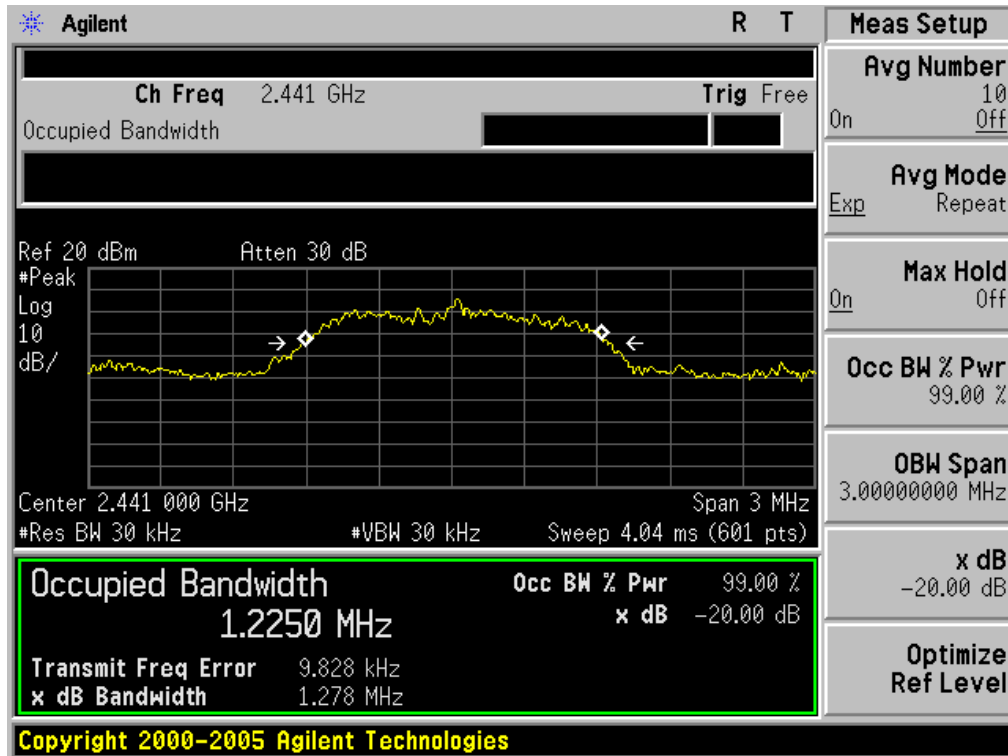 Agilent R T
Ch Freq 2.441 GHz Trig Free
Occupied Bandwidth
Ref 20 dBm Atten 30 dB
#Peak
Log
10
dB/
Center 2.441 000 GHz Span 3 MHz
#Res BW 30 kHz #VBW 30 kHz Sweep 4.04 ms (601 pts)
Occupied Bandwidth Occ BW % Pwr 99.00 %
1.2250 MHz x dB -20.00 dB
Transmit Freq Error 9.828 kHz
x dB Bandwidth 1.278 MHz
Copyright 2000-2005 Agilent Technologies
Meas Setup
Avg Number
10
On Off
Avg Mode
Exp Repeat
Max Hold
On Off
Occ BW % Pwr
99.00 %
OBW Span
3.00000000 MHz
x dB
-20.00 dB
Optimize
Ref Level